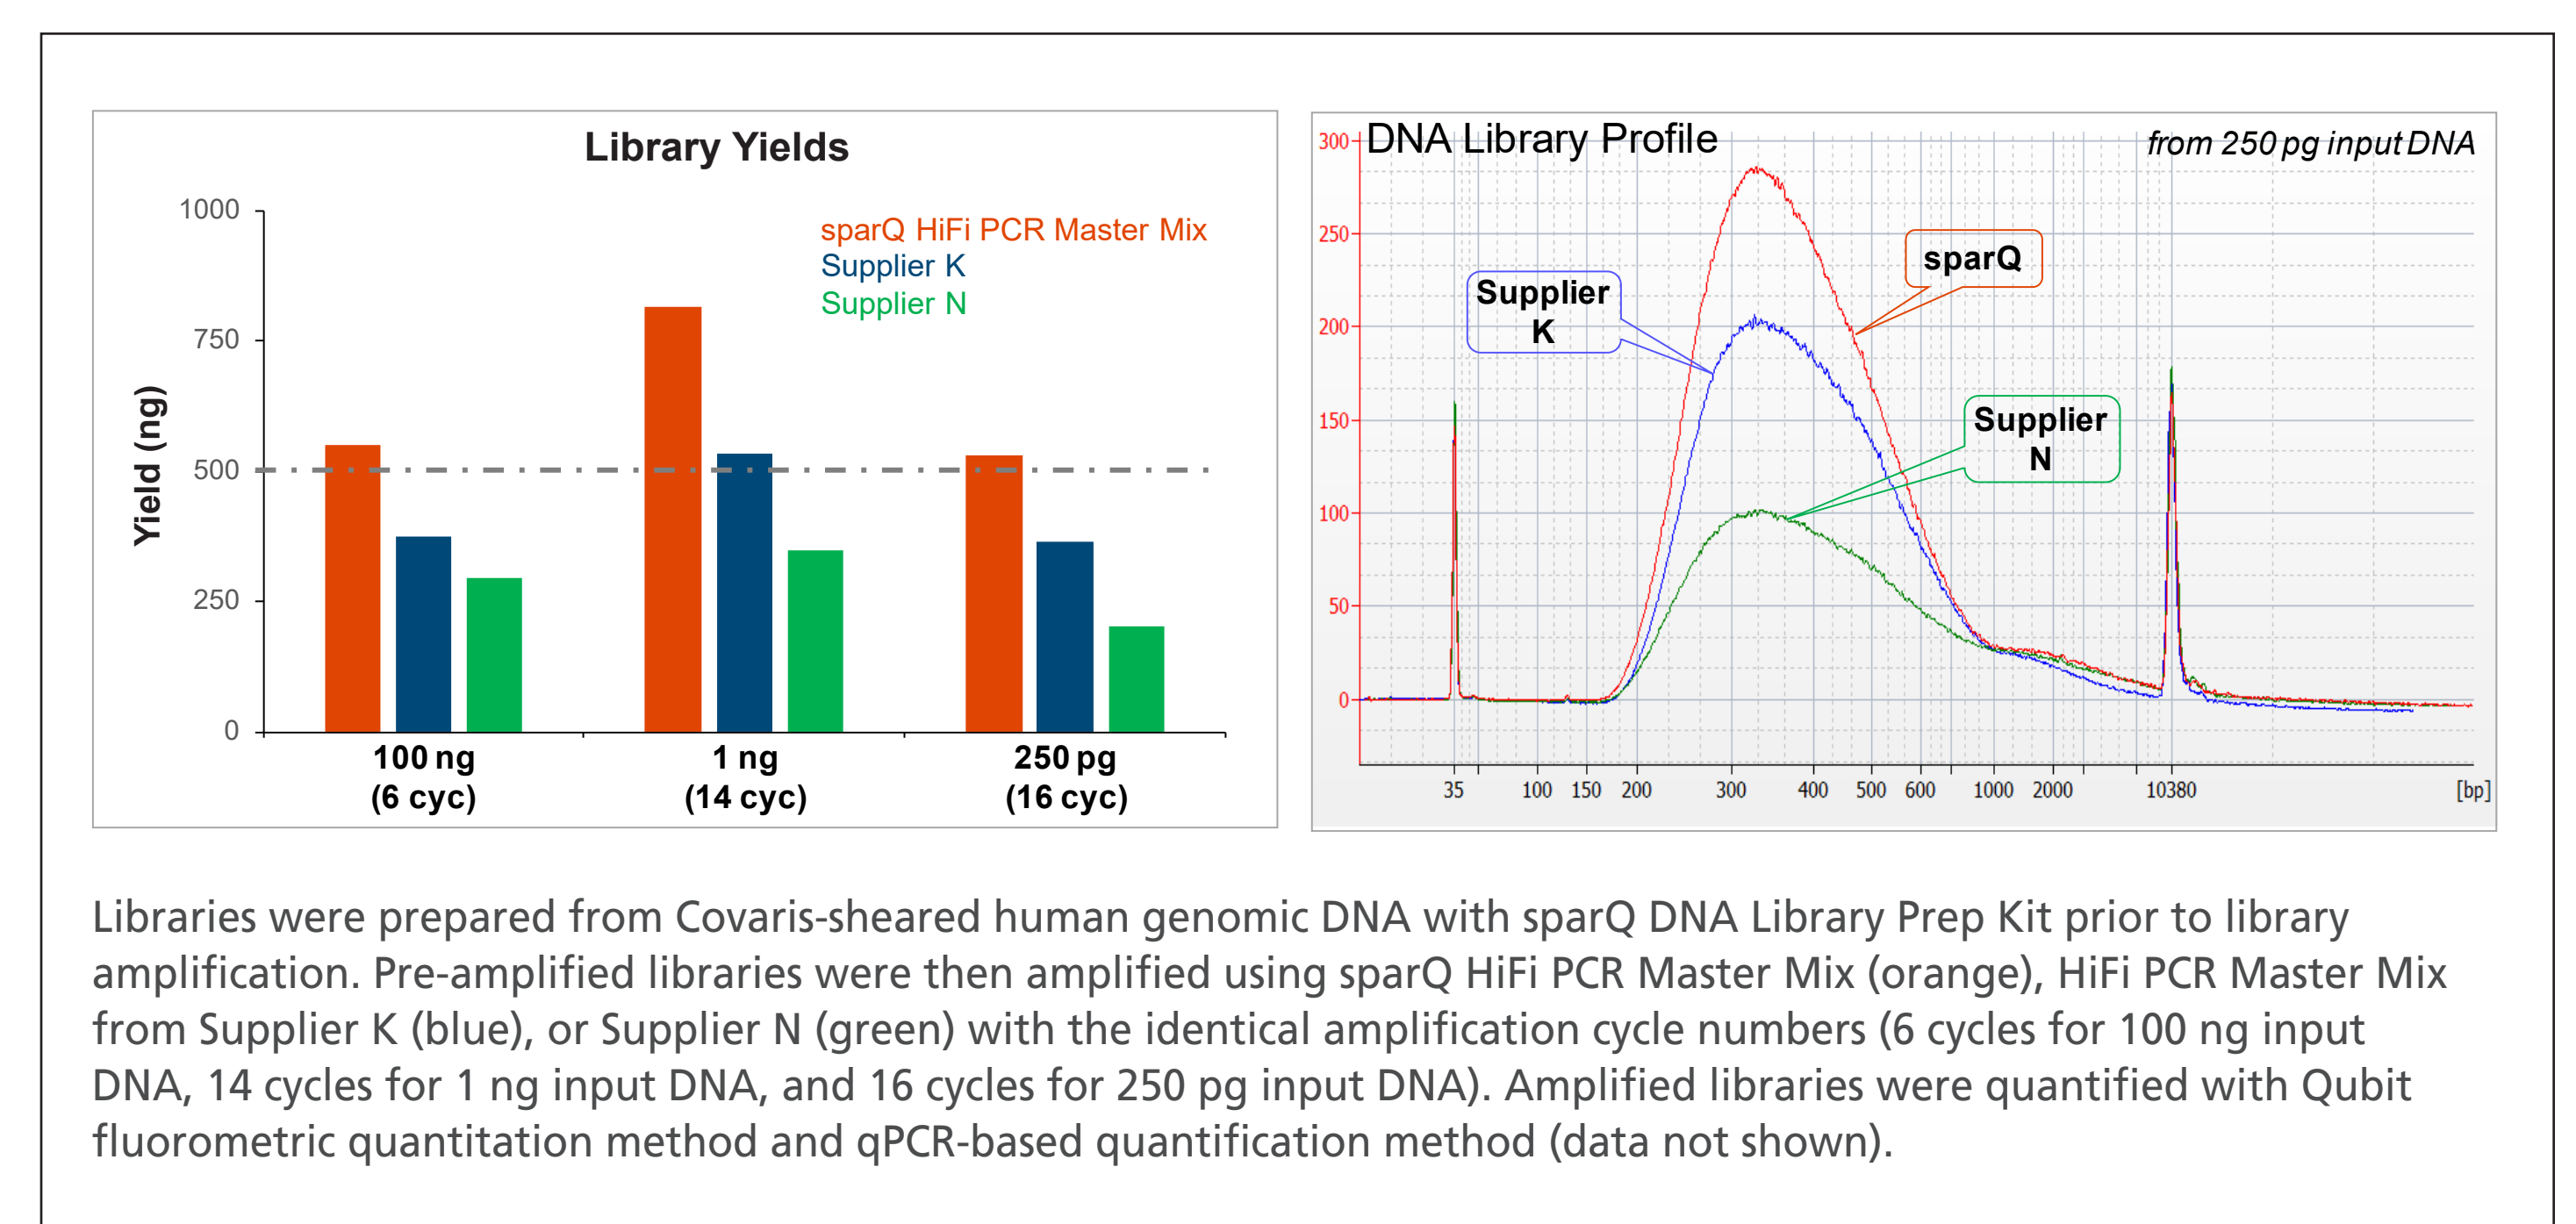 Library Yields
1000
750
500
250
0
Yield (ng)
sparQ HiFi PCR Master Mix
Supplier K
Supplier N
100 ng
(6 cyc)
1 ng
(14 cyc)
250 pg
(16 cyc)
DNA Library Profile
from 250 pg input DNA
300
250
200
150
100
50
0
Supplier
K
sparQ
Supplier
N
35 100 150 200 300 400 500 600 1000 2000 10380 [bp]
Libraries were prepared from Covaris-sheared human genomic DNA with sparQ DNA Library Prep Kit prior to library
amplification. Pre-amplified libraries were then amplified using sparQ HiFi PCR Master Mix (orange), HiFi PCR Master Mix
from Supplier K (blue), or Supplier N (green) with the identical amplification cycle numbers (6 cycles for 100 ng input
DNA, 14 cycles for 1 ng input DNA, and 16 cycles for 250 pg input DNA). Amplified libraries were quantified with Qubit
fluorometric quantitation method and qPCR-based quantification method (data not shown).